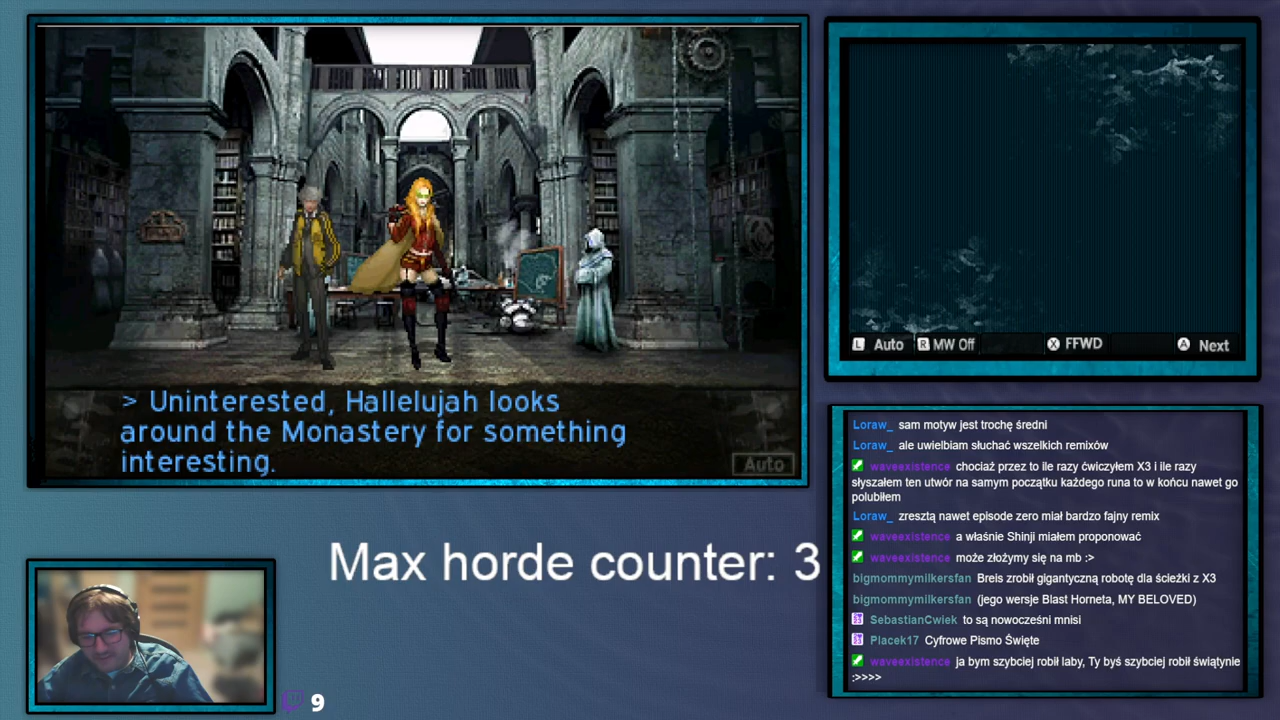 > Uninterested, Hallelujah looks
around the Monastery for something
interesting.
Auto
L Auto R MW Off X FFWD A Next
Loraw_ sam motyw jest trochę średni
Loraw_ ale uwielbiam słuchać wszelkich remixów
waveexistence chociaż przez to ile razy ćwiczyłem X3 i ile razy
słyszałem ten utwór na samym początku każdego runa to w końcu nawet go
polubiłem
Loraw_ zresztą nawet episode zero miał bardzo fajny remix
waveexistence a właśnie Shinji miałem proponować
waveexistence może złożymy się na mb :>
bigmommymilkersfan Breis zrobił gigantyczną robotę dla ścieżki z X3
bigmommymilkersfan (jego wersje Blast Horneta, MY BELOVED)
SebastianCwiek to są nowocześni mnisi
Placek17 Cyfrowe Pismo Święte
waveexistence ja bym szybciej robił laby, Ty byś szybciej robił świątynie
:>>>>
Max horde counter: 3
9